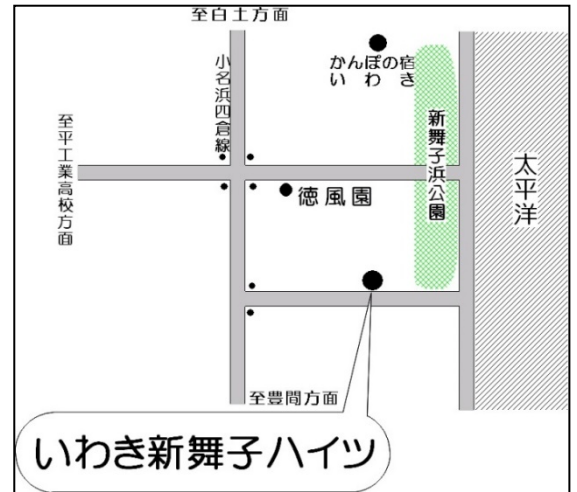 至白土方面
小名浜四倉線
かんぽの宿
いわき
至平工業高校方面
新舞子浜公園
太平洋
徳風園
至豊間方面
いわき新舞子ハイツ